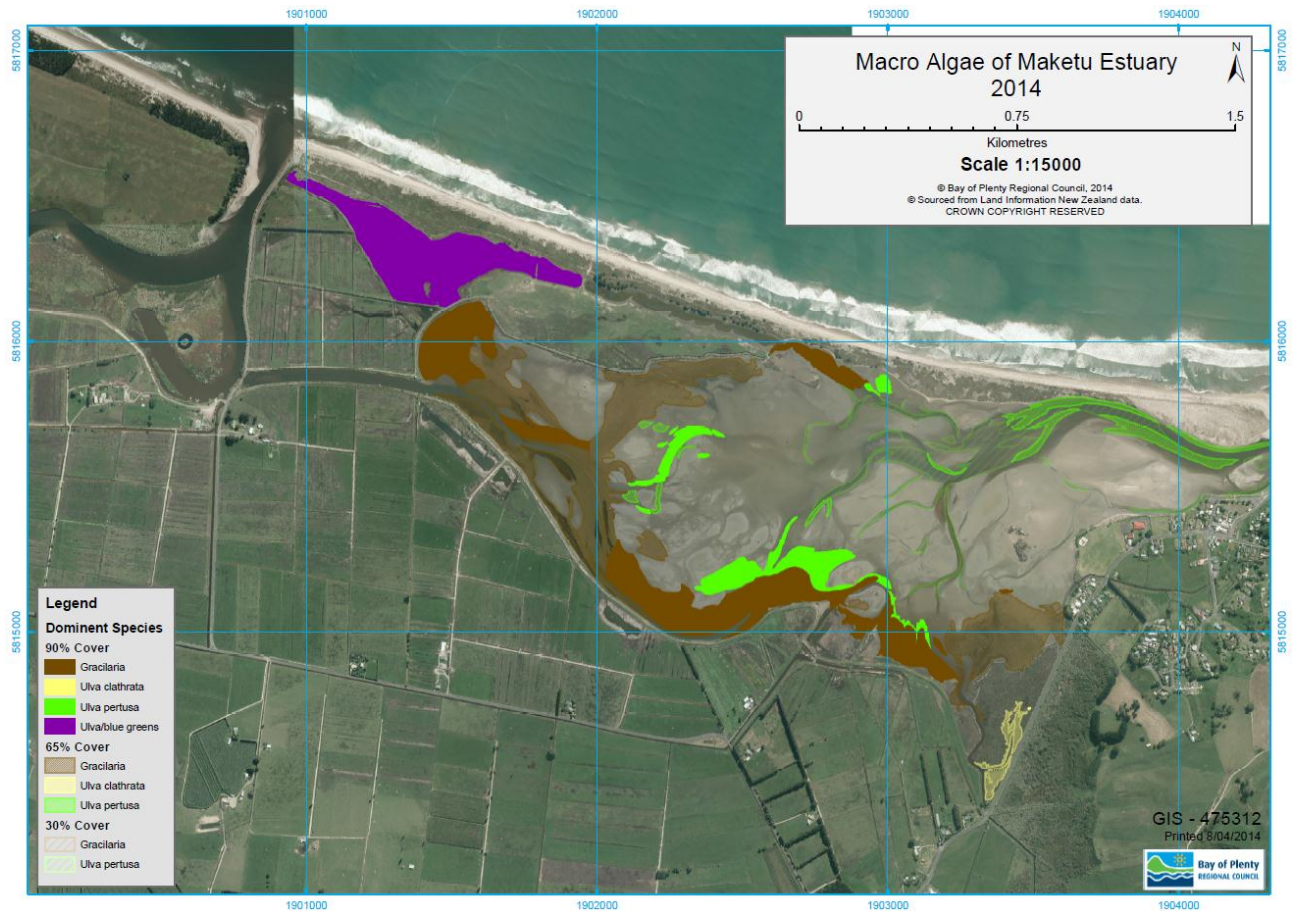 1901000
1902000
1903000
1904000
5817000
5817000
Macro Algae of Maketu Estuary
2014
N
0
0.75
1.5
Kilometres
Scale 1:15000
© Bay of Plenty Regional Council, 2014
© Sourced from Land Information New Zealand data.
CROWN COPYRIGHT RESERVED
5816000
5816000
5815000
5815000
Legend
Dominant Species
90% Cover
Gracilaria
Ulva clathrata
Ulva pertusa
Ulva/blue greens
65% Cover
Gracilaria
Ulva clathrata
Ulva pertusa
30% Cover
Gracilaria
Ulva pertusa
GIS - 475312
Printed 8/04/2014
Bay of Plenty
REGIONAL COUNCIL
1901000
1902000
1903000
1904000